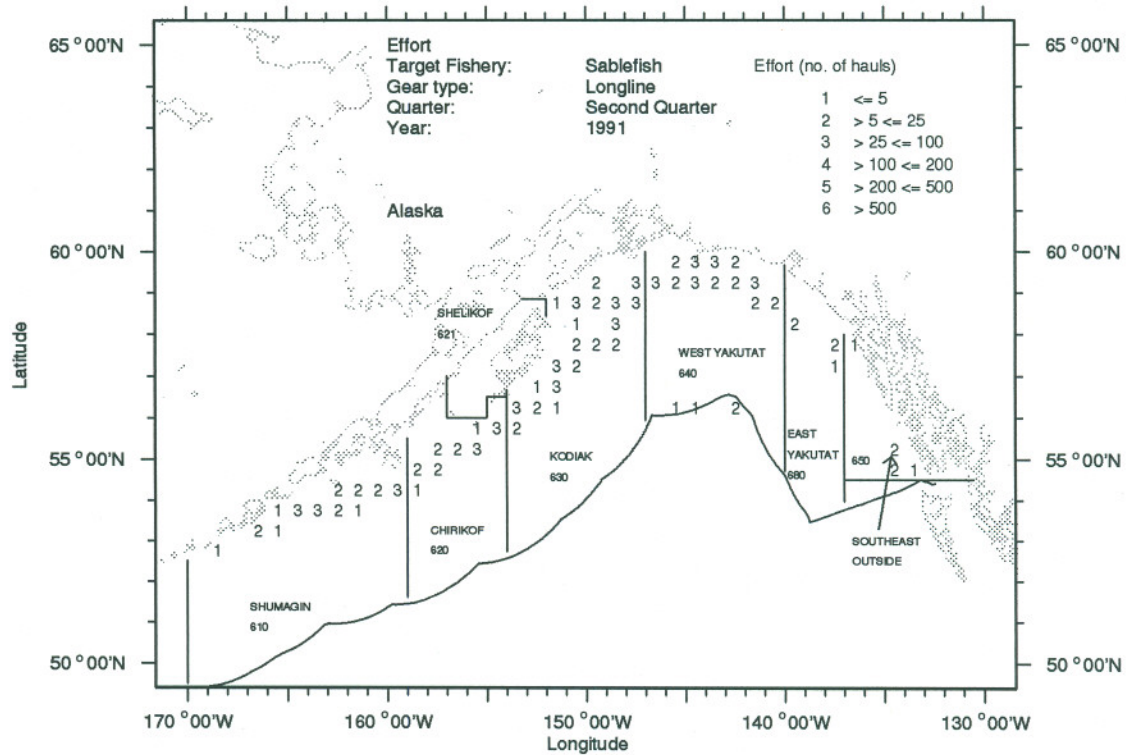 65 °00'N
Effort
65 °00'N
Target Fishery: Sablefish
Effort (no. of hauls)
Gear type: Longline
Quarter: Second Quarter
Year: 1991
1 <= 5
2 > 5 <= 25
3 > 25 <= 100
4 > 100 <= 200
5 > 200 <= 500
6 > 500
Alaska
60 °00'N
60 °00'N
2 3 3 2
2 3 3 2 3 2 2 3
1 3 2 3 3 2 2
SHELIKOF
621
1 3 2
2 2 2 2 1
WEST YAKUTAT
640
3 2 1
1 3
3 2 1 1 1 2
1 3 2
EAST
YAKUTAT
680
650
KODIAK
630
2 2 3 2
55 °00'N
55 °00'N
2 2 2 1
2 2 2 3 1
1 3 3 2 1
2 1
CHIRIKOF
620
SOUTHEAST
OUTSIDE
1
SHUMAGIN
610
50 °00'N
50 °00'N
170 °00'W 160 °00'W 150 °00'W 140 °00'W 130 °00'W
Longitude
Latitude